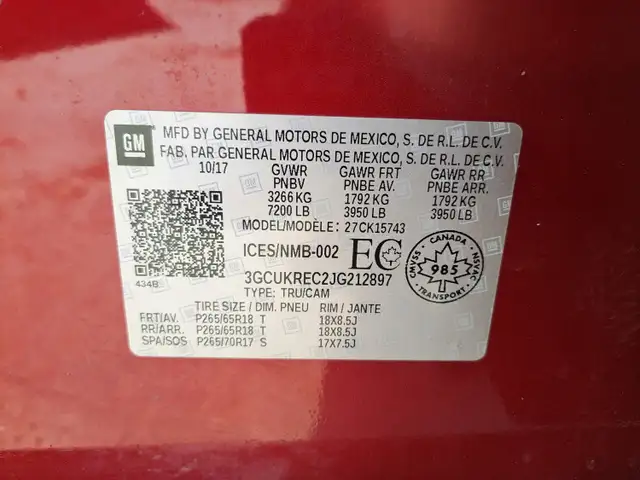 GM
MFD BY GENERAL MOTORS DE MEXICO, S. DE R.L. DE C.V.
FAB. PAR GENERAL MOTORS DE MEXICO, S. DE R.L. DE C.V.
10/17 GVWR GAWR FRT GAWR RR
PNBV PNBE AV. PNBE ARR.
3266 KG 1792 KG 1792 KG
7200 LB 3950 LB 3950 LB
MODEL/MODÈLE: 27CK15743
ICES/NMB-002 EC
CANADA
CMVSS 985 NSVAC
TRANSPORT
3GCUKREC2JG212897
434B TYPE: TRU/CAM
TIRE SIZE / DIM. PNEU RIM / JANTE
FRT/AV. P265/65R18 T 18X8.5J
RR/ARR. P265/65R18 T 18X8.5J
SPA/SOS P265/70R17 S 17X7.5J